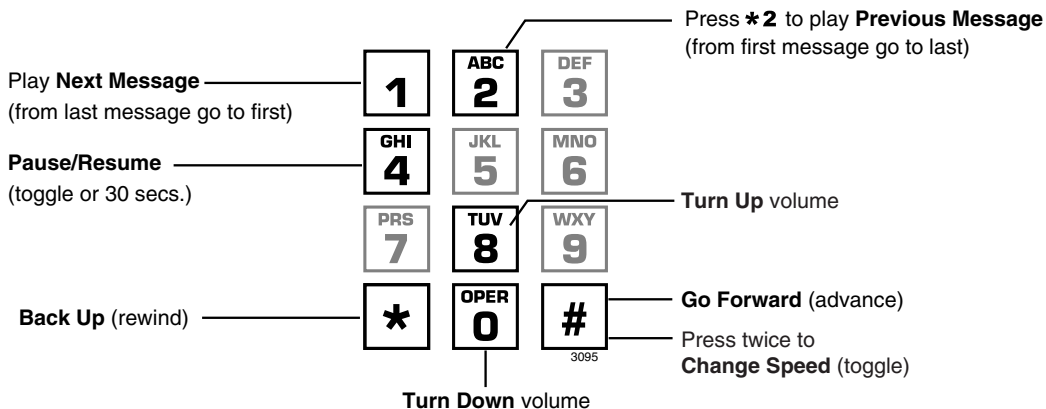 Press *2 to play Previous Message
(from first message go to last)
Play Next Message
(from last message go to first)
1
ABC
2
DEF
3
Pause/Resume
(toggle or 30 secs.)
GHI
4
JKL
5
MNO
6
Turn Up volume
PRS
7
TUV
8
WXY
9
Back Up (rewind)
*
OPER
0
#
Go Forward (advance)
Press twice to
Change Speed (toggle)
3095
Turn Down volume